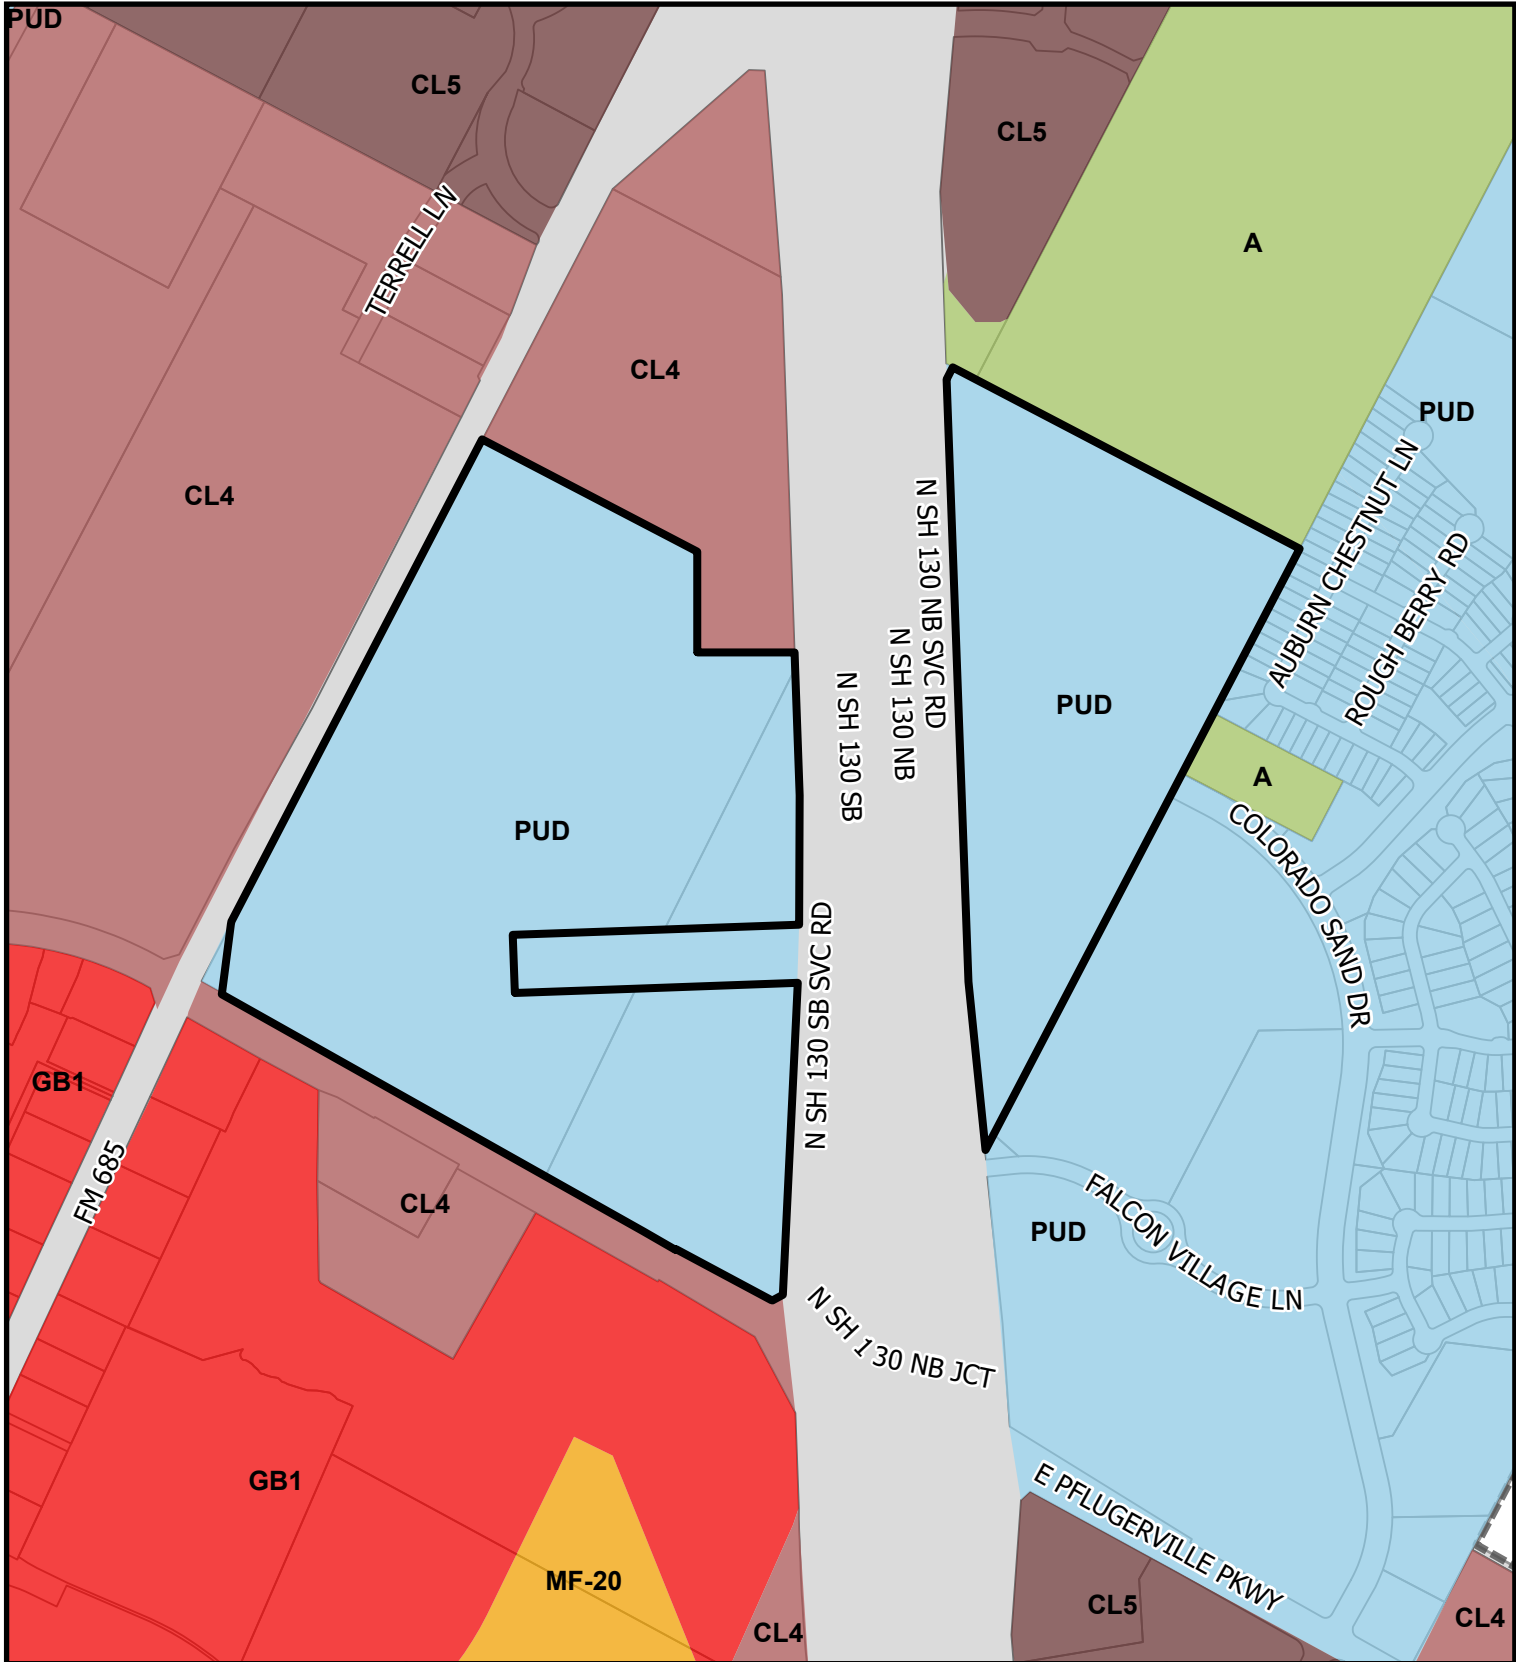 PUD
CL5
CL5
TERRELL LN
A
CL4
PUD
CL4
AUBURN CHESTNUT LN
N SH 130 NB SVC RD
ROUGH BERRY RD
N SH 130 NB
N SH 130 SB
PUD
A
PUD
COLORADO SAND DR
N SH 130 SB SVC RD
GB1
FM 685
CL4
FALCON VILLAGE LN
PUD
N SH 130 NB JCT
GB1
E PFLUGERVILLE PKWY
MF-20
CL5
CL4
CL4